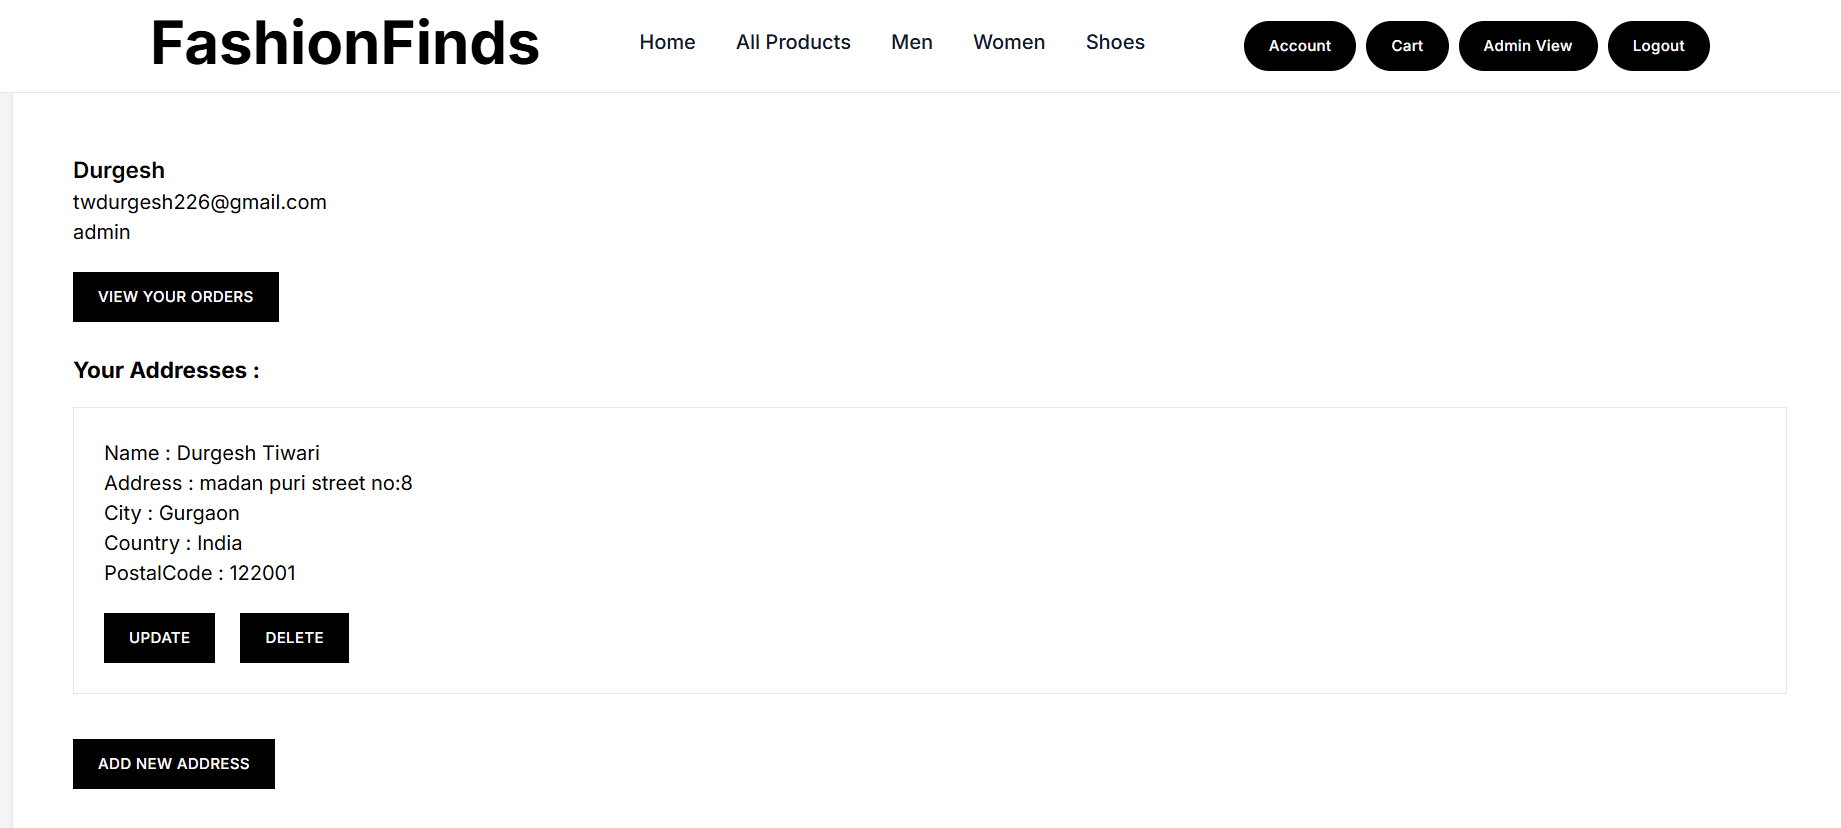 FashionFinds
Home All Products Men Women Shoes
Account Cart Admin View Logout
Durgesh
twdurgesh226@gmail.com
admin
VIEW YOUR ORDERS
Your Addresses :
Name : Durgesh Tiwari
Address : madan puri street no:8
City : Gurgaon
Country : India
PostalCode : 122001
UPDATE DELETE
ADD NEW ADDRESS